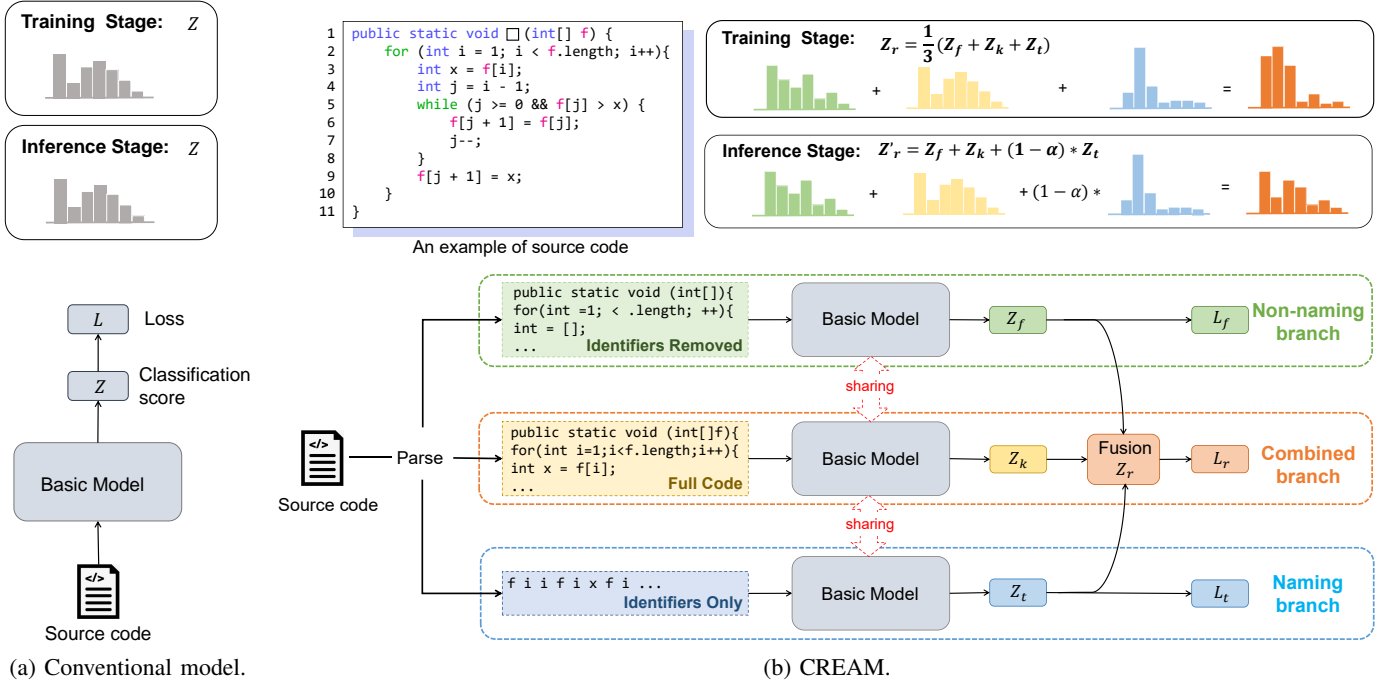 Training Stage: Z
Inference Stage: Z
L Loss
Z Classification
score
Basic Model
</>
Source code
(a) Conventional model.
1 public static void □ (int[] f) {
2 for (int i = 1; i < f.length; i++){
3 int x = f[i];
4 int j = i - 1;
5 while (j >= 0 && f[j] > x) {
6 f[j + 1] = f[j];
7 j--;
8 }
9 f[j + 1] = x;
10 }
11 }
An example of source code
Training Stage: Z_r = 1/3 (Z_f + Z_k + Z_t)
+ + =
Inference Stage: Z'_r = Z_f + Z_k + (1 − α) ∗ Z_t
+ + (1 − α) ∗ =
</>
Source code
Parse
public static void (int[]){
for(int =1; < .length; ++){
int = [];
...
Identifiers Removed
Basic Model
Z_f
L_f
Non-naming
branch
sharing
public static void (int[]f){
for(int i=1;i<f.length;i++){
int x = f[i];
...
Full Code
Basic Model
Z_k
Fusion
Z_r
L_r
Combined
branch
sharing
f i i f i x f i ...
Identifiers Only
Basic Model
Z_t
L_t
Naming
branch
(b) CREAM.